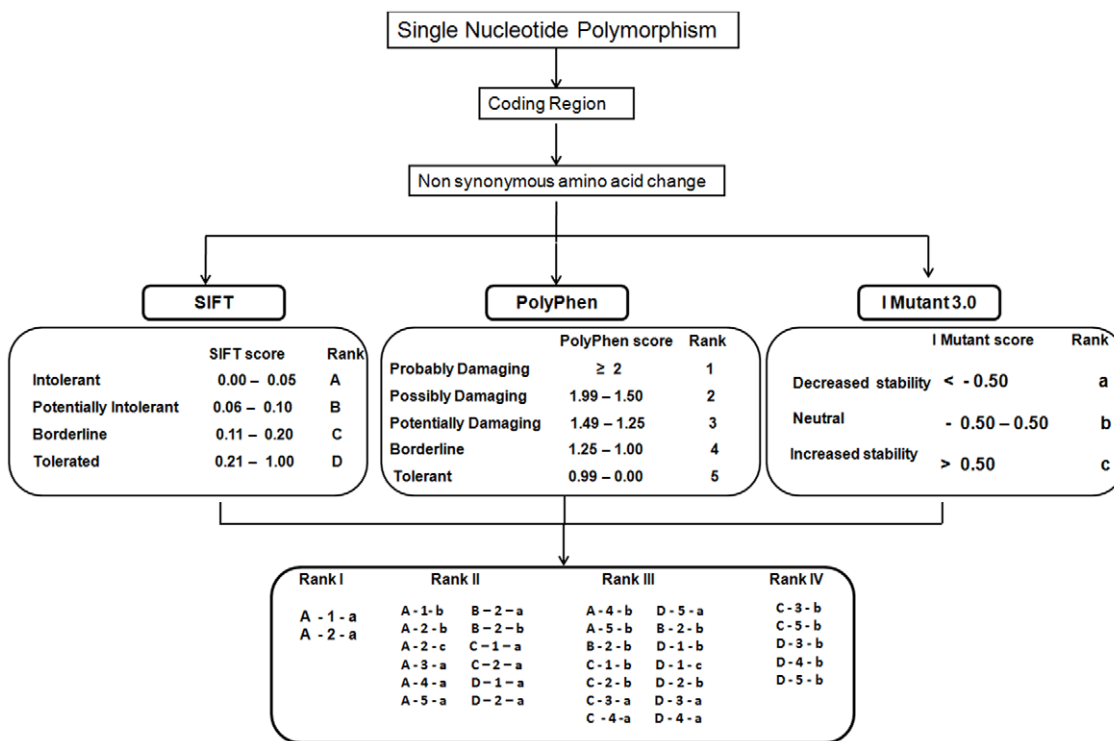 Single Nucleotide Polymorphism
Coding Region
Non synonymous amino acid change
SIFT
SIFT score Rank
Intolerant 0.00 – 0.05 A
Potentially Intolerant 0.06 – 0.10 B
Borderline 0.11 – 0.20 C
Tolerated 0.21 – 1.00 D
PolyPhen
PolyPhen score Rank
Probably Damaging ≥ 2 1
Possibly Damaging 1.99 – 1.50 2
Potentially Damaging 1.49 – 1.25 3
Borderline 1.25 – 1.00 4
Tolerant 0.99 – 0.00 5
I Mutant 3.0
I Mutant score Rank
Decreased stability < - 0.50 a
Neutral - 0.50 – 0.50 b
Increased stability > 0.50 c
Rank I
A - 1 - a
A - 2 - a
Rank II
A - 1- b B – 2 – a
A - 2 - b B – 2 – b
A - 2 - c C – 1 – a
A - 3 - a C – 2 – a
A - 4 - a D – 1 – a
A - 5 - a D – 2 – a
Rank III
A - 4 - b D - 5 - a
A - 5 - b B - 2 - b
B - 2 - b D - 1 - b
C - 1 - b D - 1 - c
C - 2 - b D - 2 - b
C - 3 - a D - 3 - a
C - 4 - a D - 4 - a
Rank IV
C - 3 - b
C - 5 - b
D - 3 - b
D - 4 - b
D - 5 - b